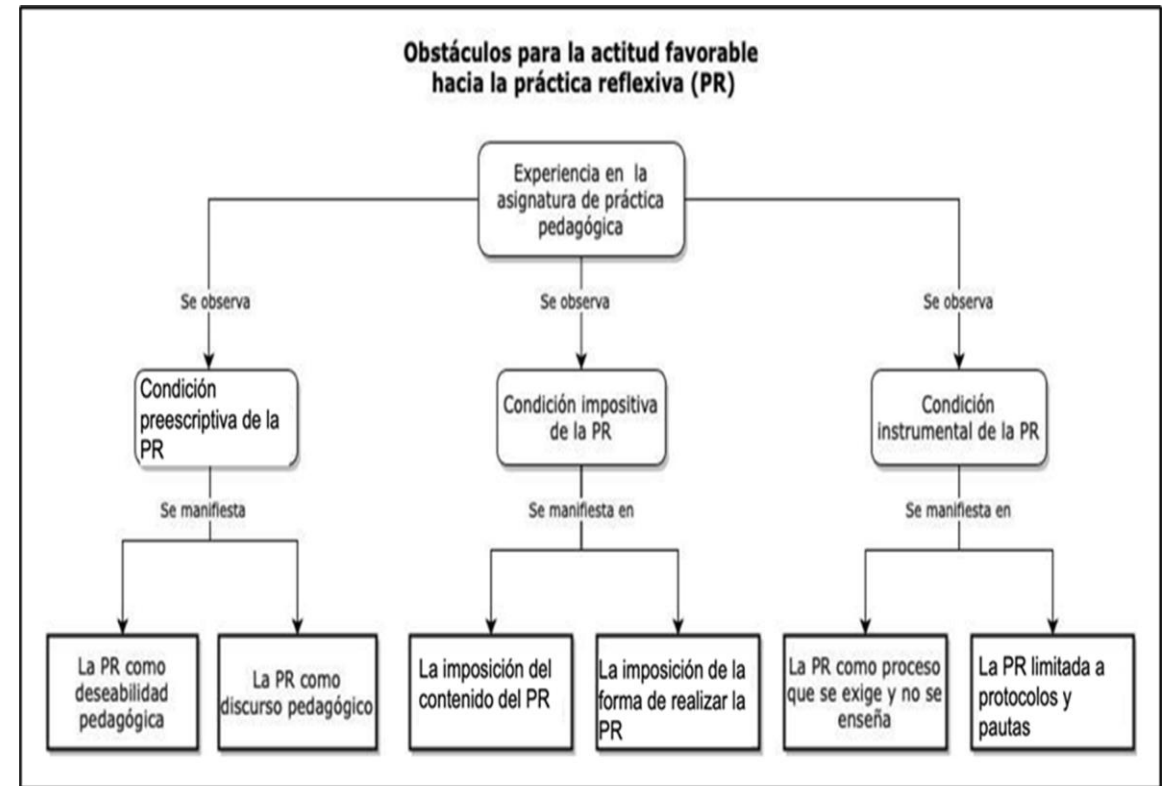 Obstáculos para la actitud favorable
hacia la práctica reflexiva (PR)
Experiencia en la
asignatura de práctica
pedagógica
Se observa
Se observa
Se observa
Condición
preescriptiva de la
PR
Condición impositiva
de la PR
Condición
instrumental de la PR
Se manifiesta
Se manifiesta en
Se manifiesta en
La PR como
deseabilidad
pedagógica
La PR como
discurso pedagógico
La imposición del
contenido del PR
La imposición de la
forma de realizar la
PR
La PR como proceso
que se exige y no se
enseña
La PR limitada a
protocolos y
pautas